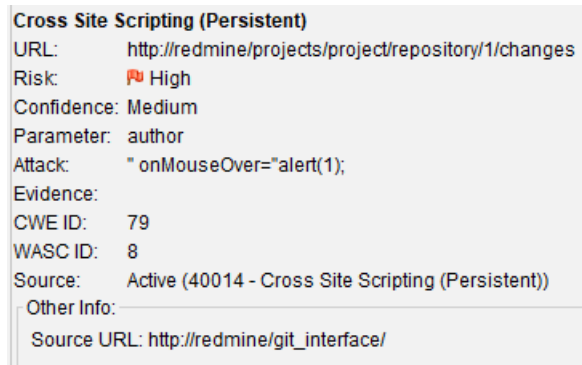 Cross Site Scripting (Persistent)
URL: http://redmine/projects/project/repository/1/changes
Risk: High
Confidence: Medium
Parameter: author
Attack: " onMouseOver="alert(1);
Evidence:
CWE ID: 79
WASC ID: 8
Source: Active (40014 - Cross Site Scripting (Persistent))
Other Info:
Source URL: http://redmine/git_interface/